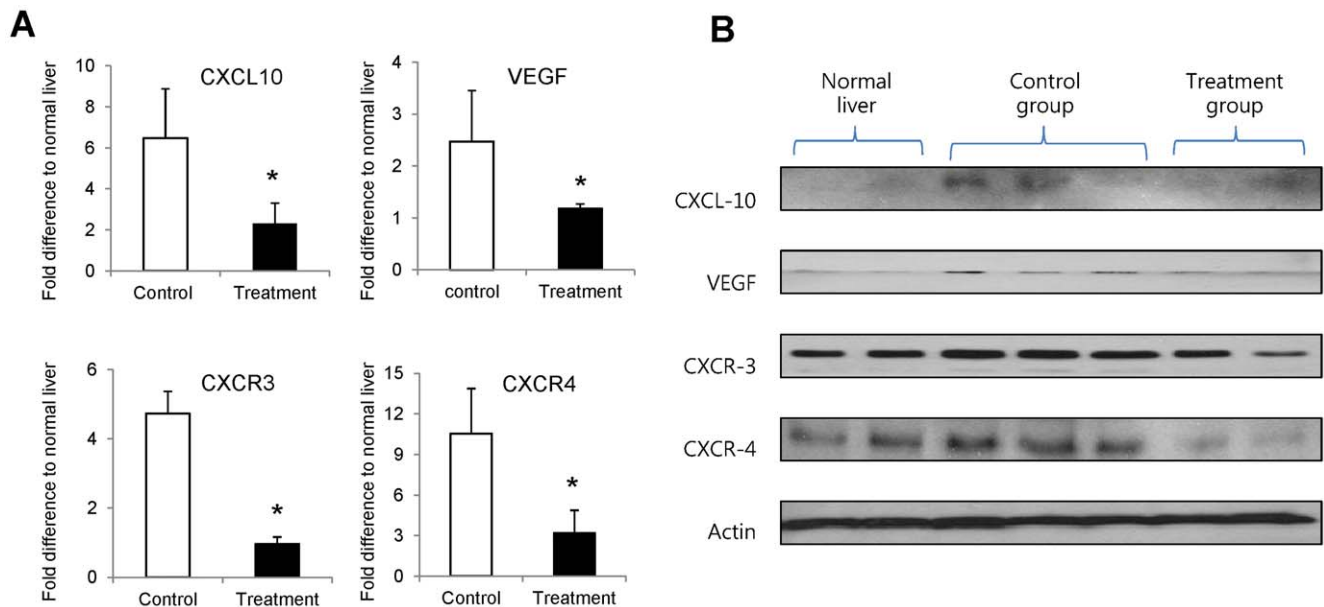 A
Fold difference to normal liver
10
8
6
4
2
0
CXCL10
*
Control Treatment
Fold difference to normal liver
4
3
2
1
0
VEGF
*
control Treatment
Fold difference to normal liver
6
4
2
0
CXCR3
*
Control Treatment
Fold difference to normal liver
15
12
9
6
3
0
CXCR4
*
Control Treatment
B
Normal
liver
Control
group
Treatment
group
CXCL-10
VEGF
CXCR-3
CXCR-4
Actin